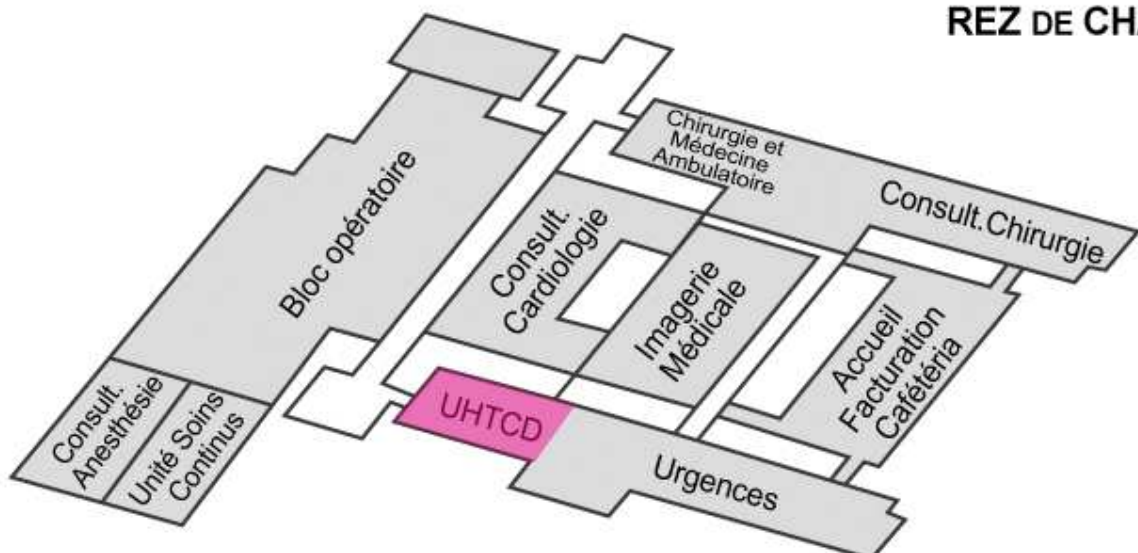 REZ DE CHA
Chirurgie et
Médecine
Ambulatoire
Consult.Chirurgie
Bloc opératoire
Consult.
Cardiologie
Imagerie
Médicale
Accueil
Facturation
Cafétéria
Consult.
Anesthésie
Unité Soins
Continus
UHTCD
Urgences